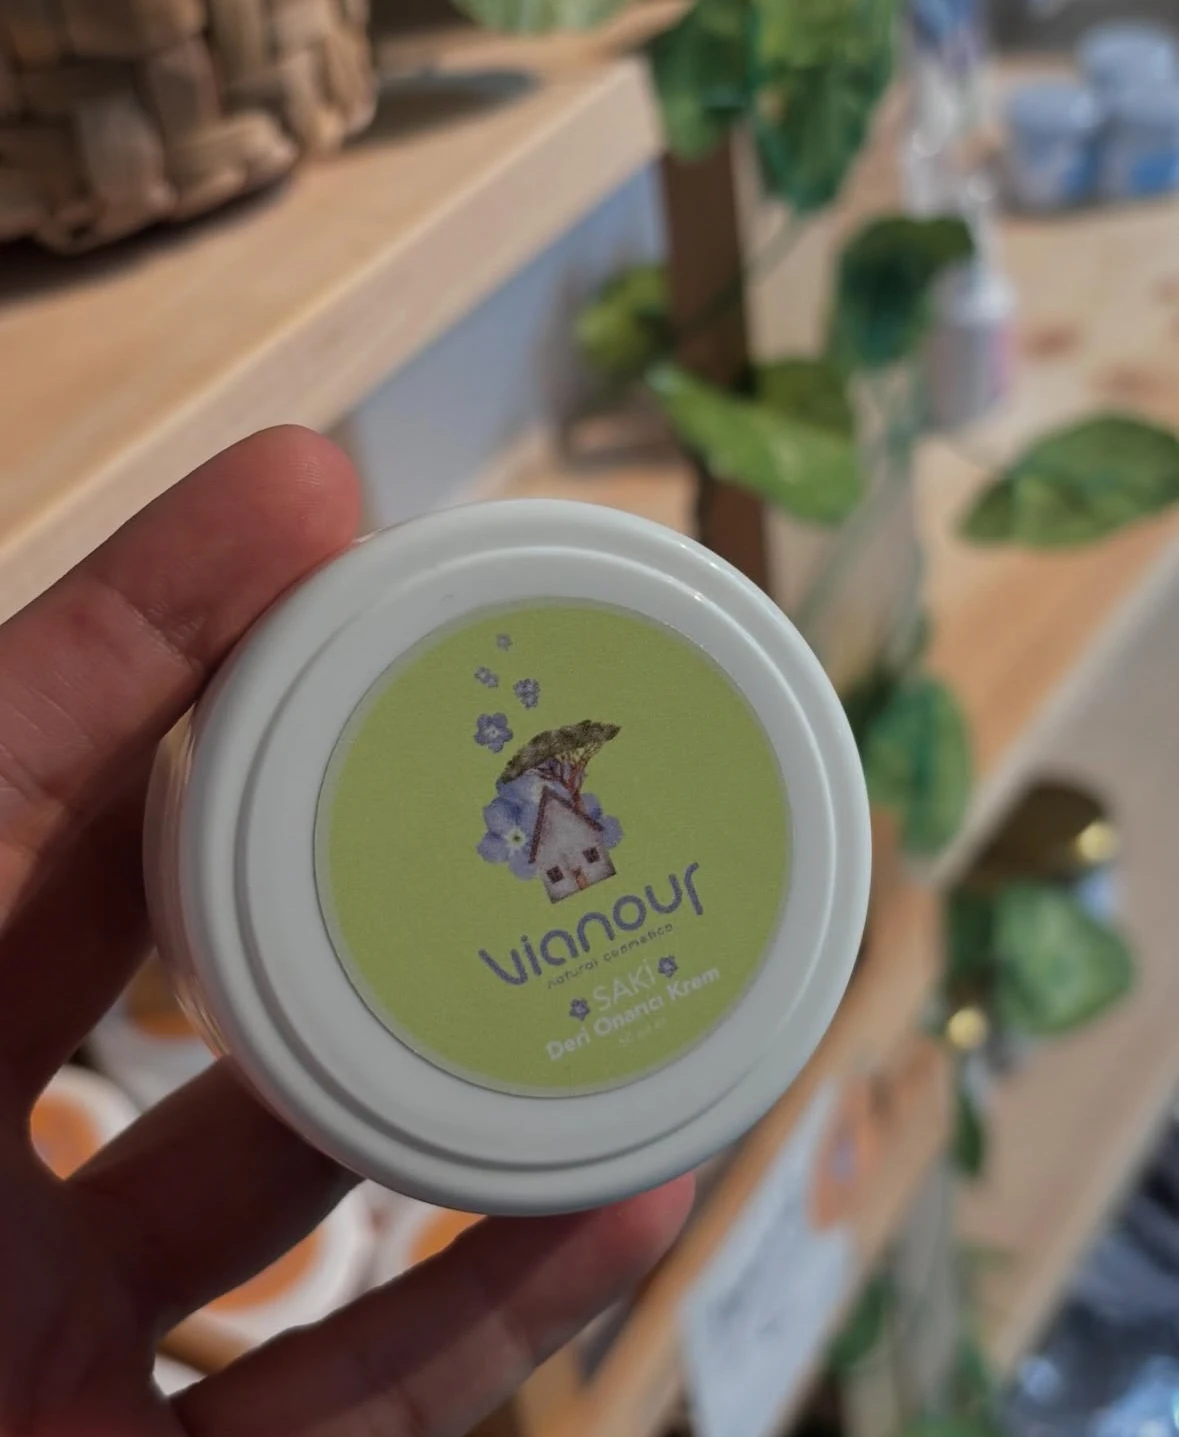 vianour
natural cosmetics
SAKİ
Deri Onarıcı Krem